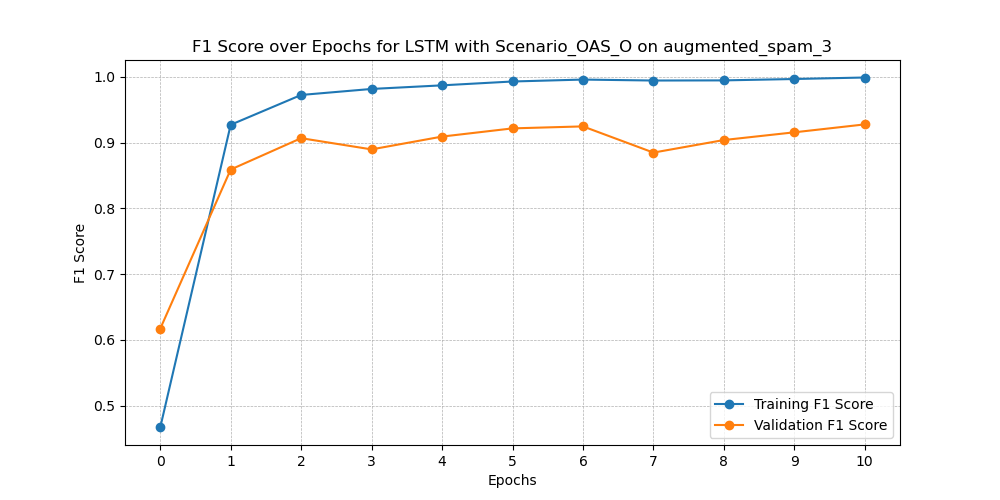 F1 Score over Epochs for LSTM with Scenario_OAS_O on augmented_spam_3
F1 Score
1.0
0.9
0.8
0.7
0.6
0.5
0 1 2 3 4 5 6 7 8 9 10
Epochs
Training F1 Score
Validation F1 Score